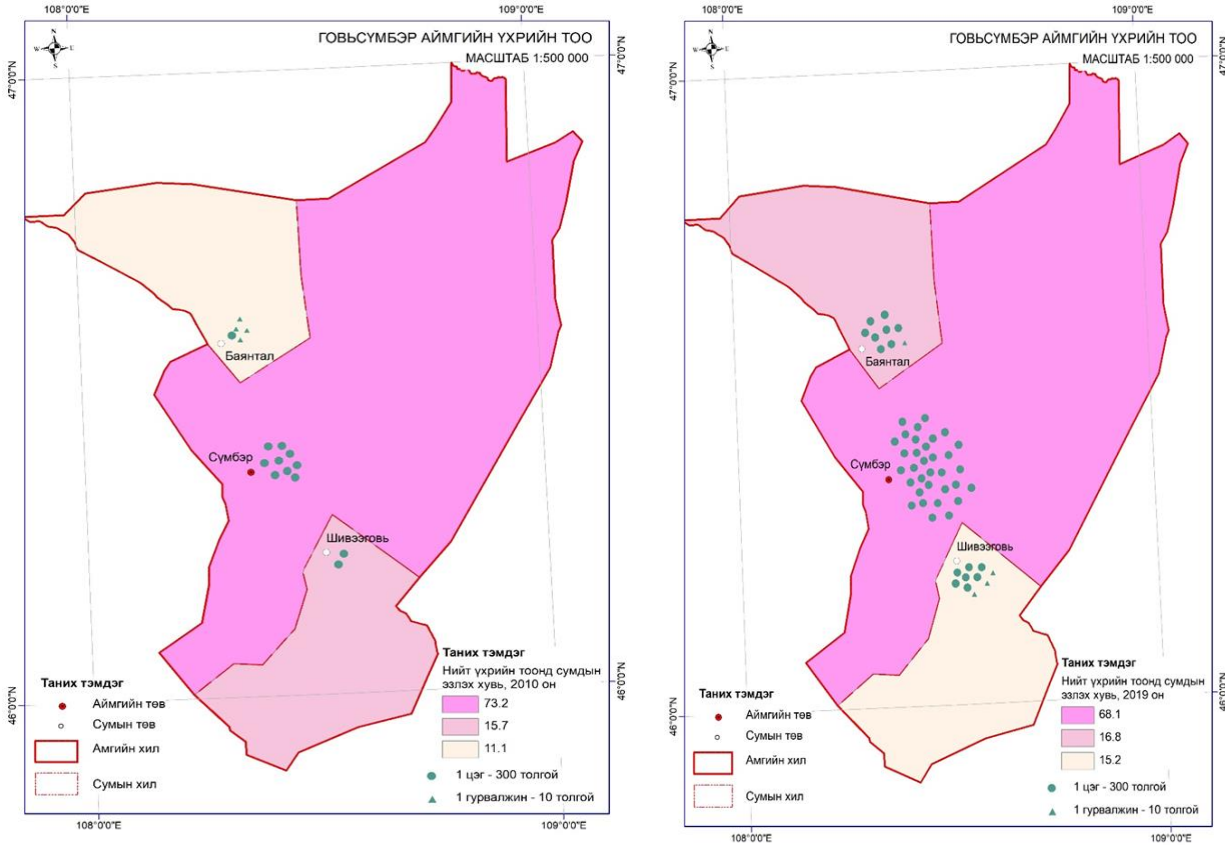 108°0'0"E
109°0'0"E
ГОВЬСҮМБЭР АЙМГИЙН ҮХРИЙН ТОО
МАСШТАБ 1:500 000
N
W E
S
47°0'0"N
47°0'0"N
Баянтал
Сүмбэр
Шивээговь
Таних тэмдэг
Аймгийн төв
Сумын төв
Амгийн хил
Сумын хил
Таних тэмдэг
Нийт үхрийн тоонд сумдын
эзлэх хувь, 2010 он
73.2
15.7
11.1
1 цэг - 300 толгой
1 гурвалжин - 10 толгой
46°0'0"N
46°0'0"N
108°0'0"E
109°0'0"E
108°0'0"E
109°0'0"E
ГОВЬСҮМБЭР АЙМГИЙН ҮХРИЙН ТОО
МАСШТАБ 1:500 000
N
W E
S
47°0'0"N
47°0'0"N
Баянтал
Сүмбэр
Шивээговь
Таних тэмдэг
Аймгийн төв
Сумын төв
Амгийн хил
Сумын хил
Таних тэмдэг
Нийт үхрийн тоонд сумдын
эзлэх хувь, 2019 он
68.1
16.8
15.2
1 цэг - 300 толгой
1 гурвалжин - 10 толгой
46°0'0"N
46°0'0"N
108°0'0"E
109°0'0"E